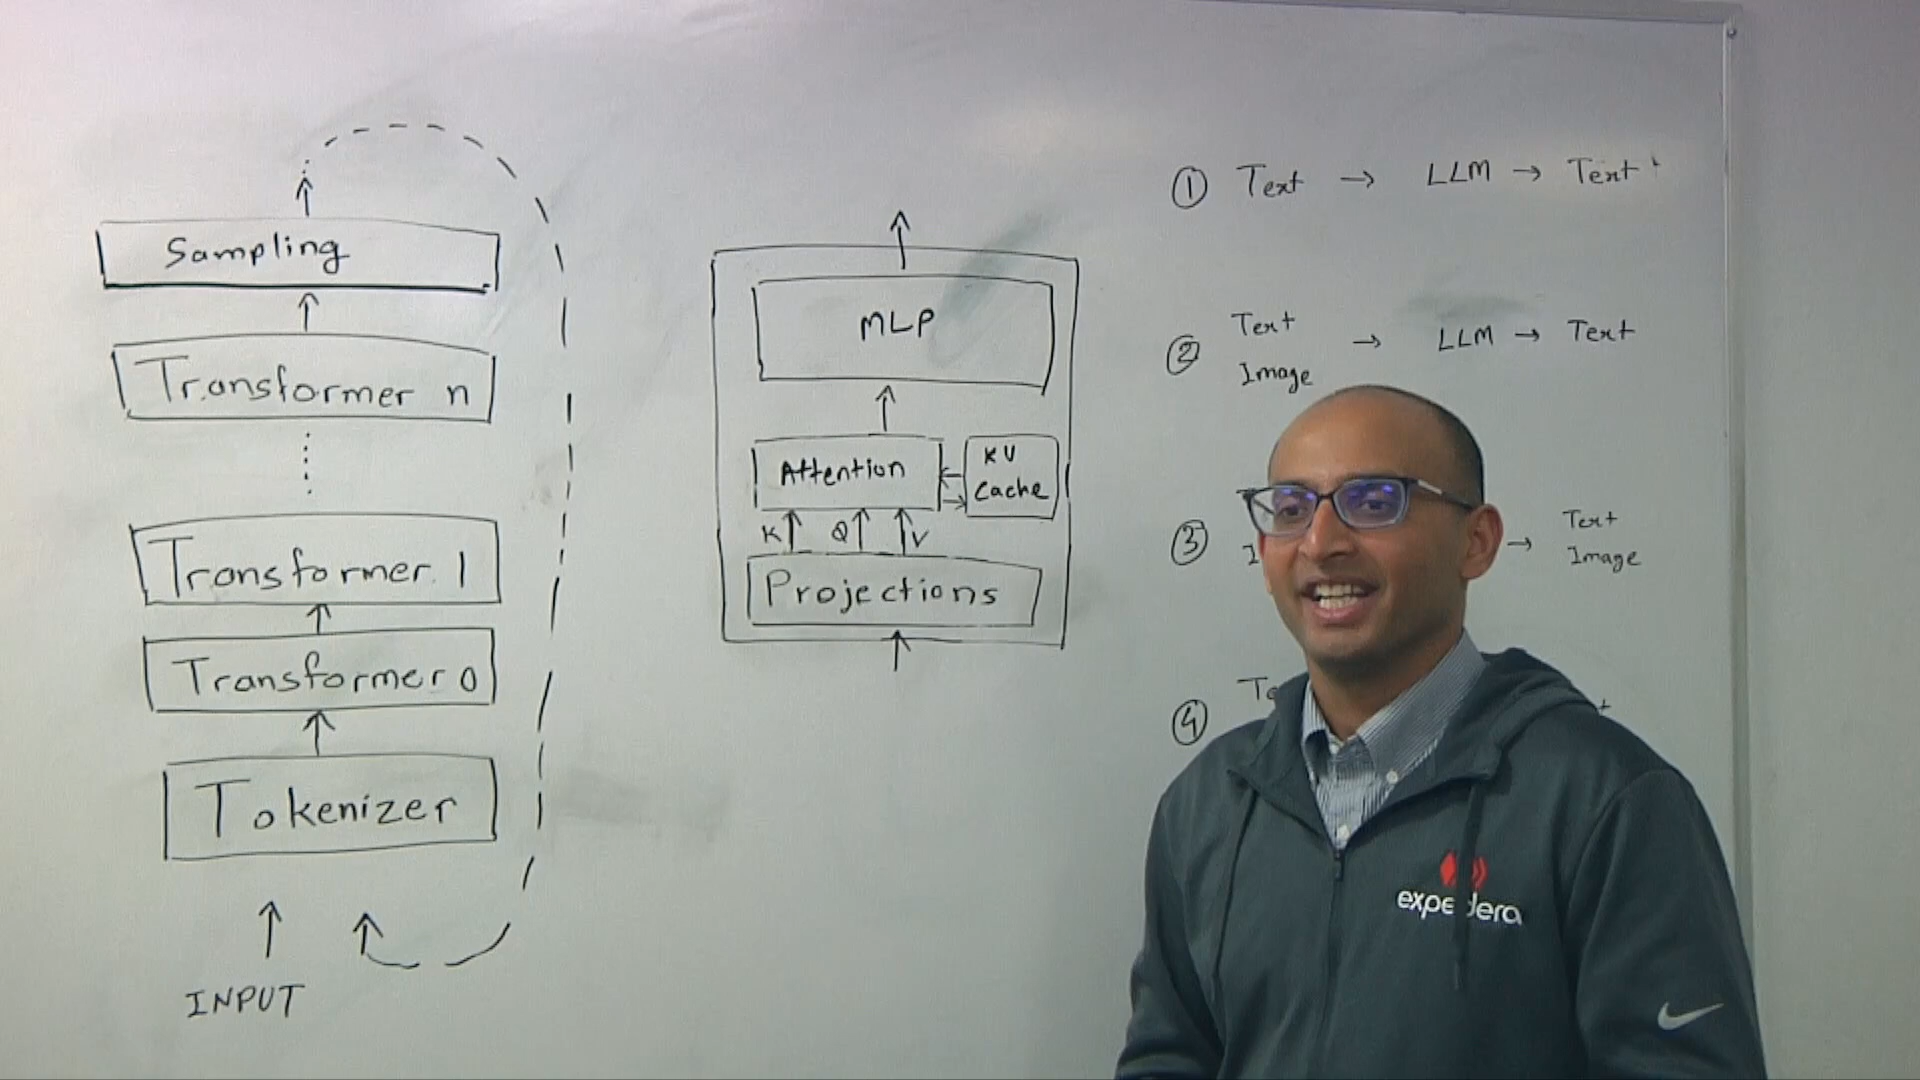 Sampling
Transformer n
Transformer 1
Transformer 0
Tokenizer
INPUT
MLP
Attention
KV
Cache
K Q V
Projections
① Text → LLM → Text
② Text
Image → LLM → Text
③ → Text
Image
④
expedera